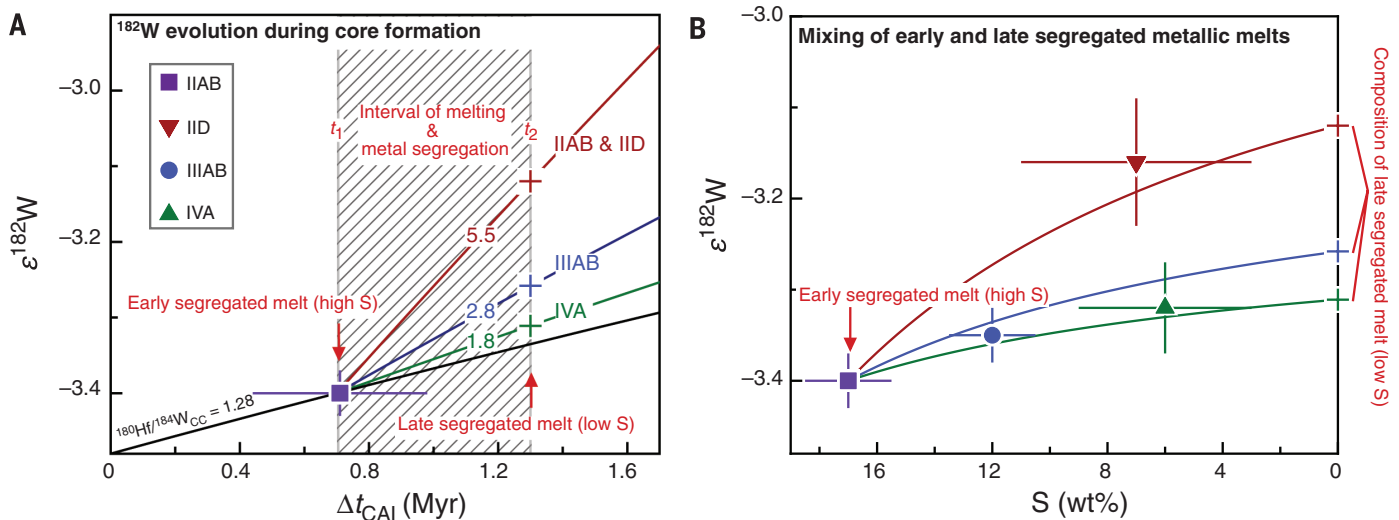 A
¹⁸²W evolution during core formation
−3.0
−3.2
−3.4
ε¹⁸²W
IIAB
IID
IIIAB
IVA
t₁
Interval of melting
&
metal segregation
t₂
IIAB & IID
5.5
IIIAB
2.8
IVA
1.8
Early segregated melt (high S)
Late segregated melt (low S)
¹⁸⁰Hf/¹⁸⁴W_CC = 1.28
0 0.4 0.8 1.2 1.6
Δt_CAI (Myr)
B
Mixing of early and late segregated metallic melts
−3.0
−3.2
−3.4
ε¹⁸²W
Early segregated melt (high S)
Composition of late
segregated melt (low S)
16 12 8 4 0
S (wt%)